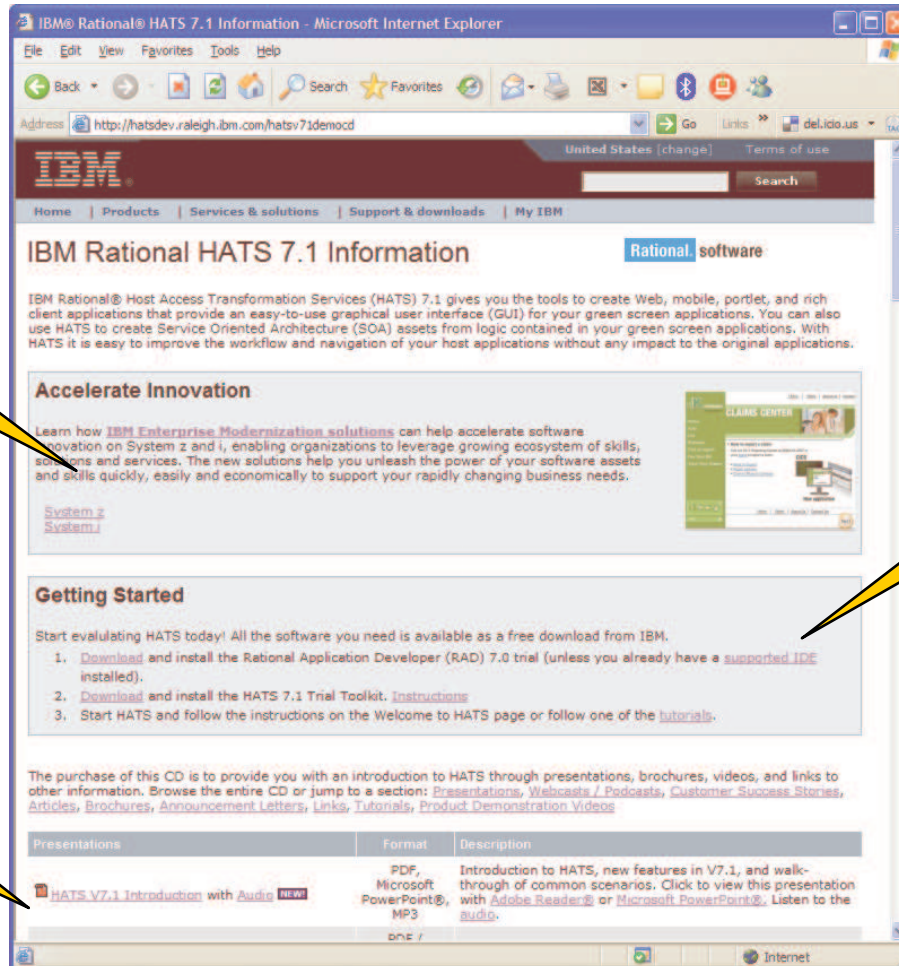 IBM® Rational® HATS 7.1 Information - Microsoft Internet Explorer
File Edit View Favorites Tools Help
Back Search Favorites
Address http://hatsdev.raleigh.ibm.com/hatsv71democd Go Links » del.icio.us
United States [change] Terms of use
IBM®
Search
Home | Products | Services & solutions | Support & downloads | My IBM
IBM Rational HATS 7.1 Information
Rational. software
IBM Rational® Host Access Transformation Services (HATS) 7.1 gives you the tools to create Web, mobile, portlet, and rich
client applications that provide an easy-to-use graphical user interface (GUI) for your green screen applications. You can also
use HATS to create Service Oriented Architecture (SOA) assets from logic contained in your green screen applications. With
HATS it is easy to improve the workflow and navigation of your host applications without any impact to the original applications.
Accelerate Innovation
Learn how IBM Enterprise Modernization solutions can help accelerate software
innovation on System z and i, enabling organizations to leverage growing ecosystem of skills,
solutions and services. The new solutions help you unleash the power of your software assets
and skills quickly, easily and economically to support your rapidly changing business needs.
CLAIMS CENTER
System z
System i
Getting Started
Start evalulating HATS today! All the software you need is available as a free download from IBM.
1. Download and install the Rational Application Developer (RAD) 7.0 trial (unless you already have a supported IDE
installed).
2. Download and install the HATS 7.1 Trial Toolkit. Instructions
3. Start HATS and follow the instructions on the Welcome to HATS page or follow one of the tutorials.
The purchase of this CD is to provide you with an introduction to HATS through presentations, brochures, videos, and links to
other information. Browse the entire CD or jump to a section: Presentations, Webcasts / Podcasts, Customer Success Stories,
Articles, Brochures, Announcement Letters, Links, Tutorials, Product Demonstration Videos
Presentations Format Description
HATS V7.1 Introduction with Audio NEW!
PDF,
Microsoft
PowerPoint®,
MP3
Introduction to HATS, new features in V7.1, and walk-
through of common scenarios. Click to view this presentation
with Adobe Reader® or Microsoft PowerPoint®. Listen to the
audio.
PDF /
Internet